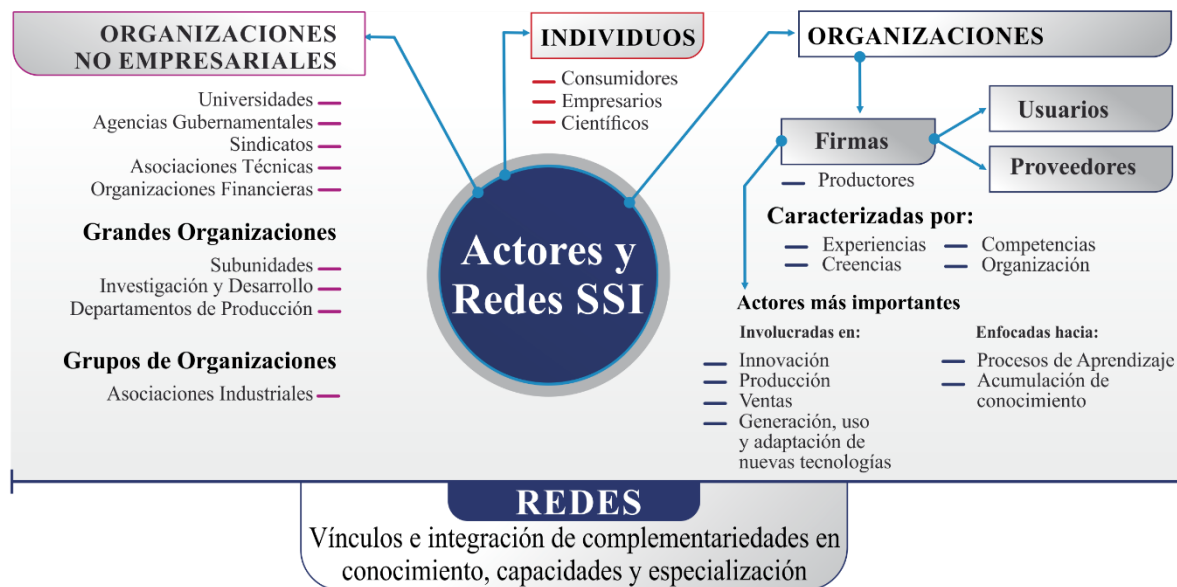 ORGANIZACIONES
NO EMPRESARIALES
Universidades
Agencias Gubernamentales
Sindicatos
Asociaciones Técnicas
Organizaciones Financieras
Grandes Organizaciones
Subunidades
Investigación y Desarrollo
Departamentos de Producción
Grupos de Organizaciones
Asociaciones Industriales
INDIVIDUOS
Consumidores
Empresarios
Científicos
Actores y
Redes SSI
ORGANIZACIONES
Firmas
Productores
Usuarios
Proveedores
Caracterizadas por:
Experiencias
Creencias
Competencias
Organización
Actores más importantes
Involucradas en:
Innovación
Producción
Ventas
Generación, uso
y adaptación de
nuevas tecnologías
Enfocadas hacia:
Procesos de Aprendizaje
Acumulación de
conocimiento
REDES
Vínculos e integración de complementariedades en
conocimiento, capacidades y especialización